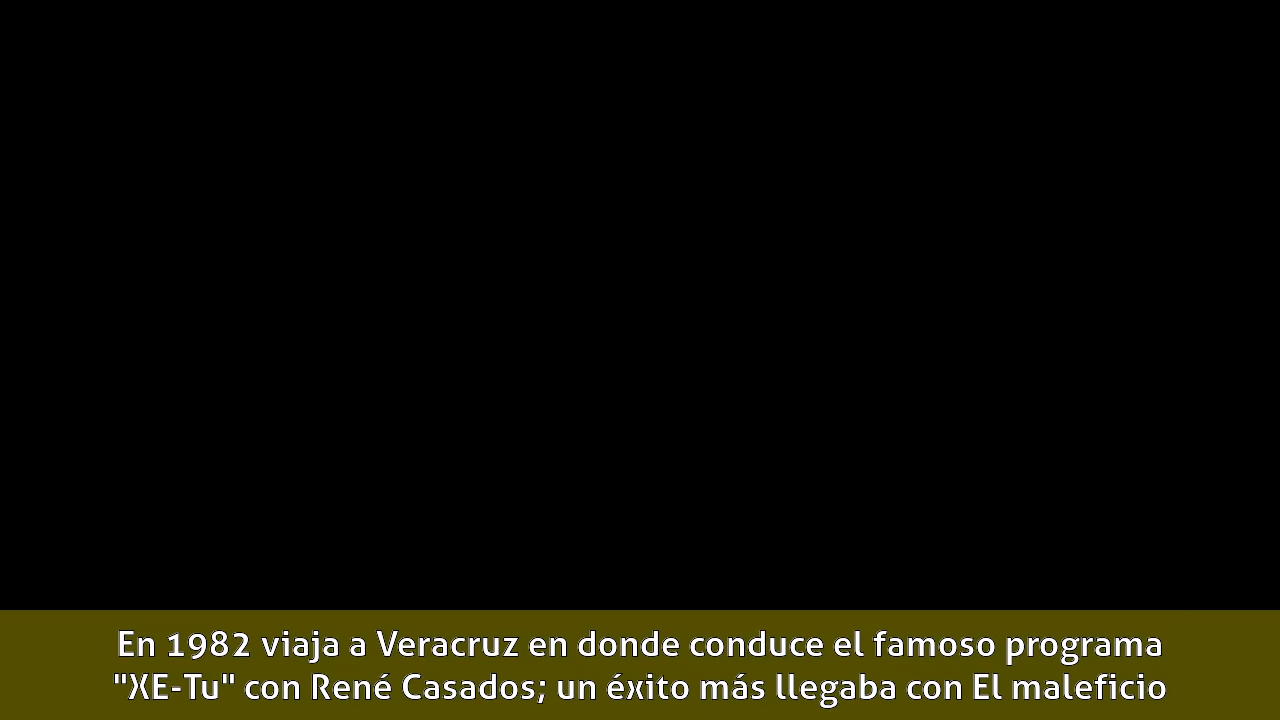 En 1982 viaja a Veracruz en donde conduce el famoso programa
"XE-Tu" con René Casados; un éxito más llegaba con El maleficio